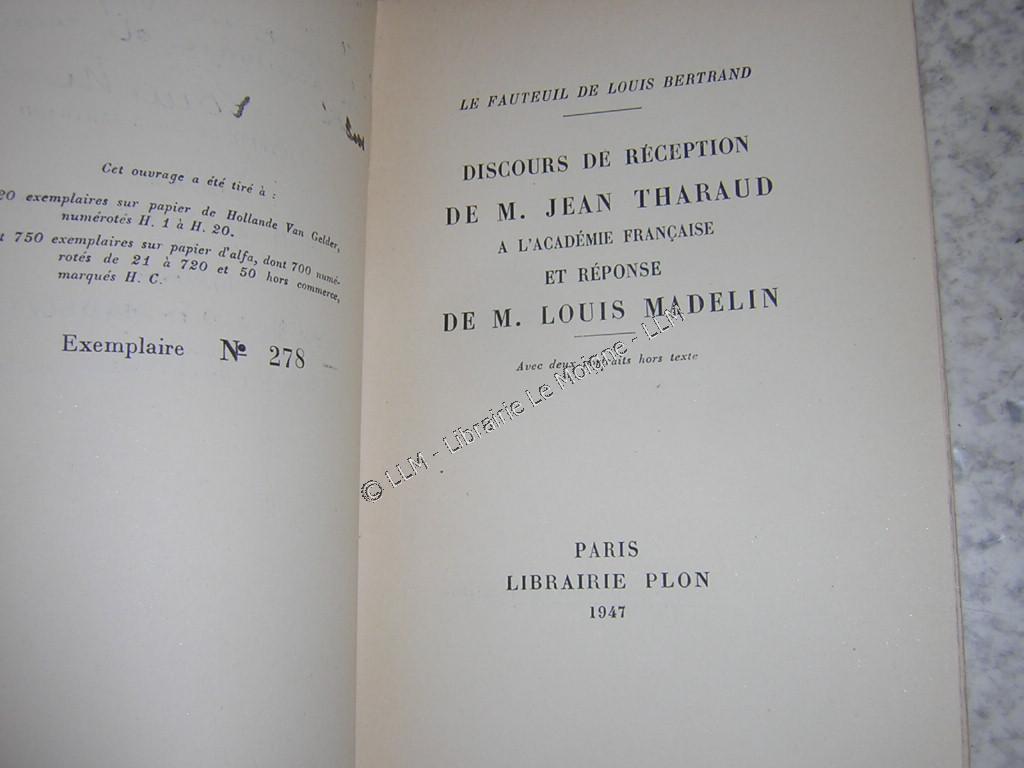 Cet ouvrage a été tiré à :
20 exemplaires sur papier de Hollande Van Gelder,
numérotés H. 1 à H. 20.
750 exemplaires sur papier d'alfa, dont 700 numé-
rotés de 21 à 720 et 50 hors commerce,
marqués H. C.
Exemplaire № 278
LE FAUTEUIL DE LOUIS BERTRAND
DISCOURS DE RÉCEPTION
DE M. JEAN THARAUD
A L'ACADÉMIE FRANÇAISE
ET RÉPONSE
DE M. LOUIS MADELIN
Avec deux portraits hors texte
© LLM - Librairie Le Moigne - LLM
PARIS
LIBRAIRIE PLON
1947